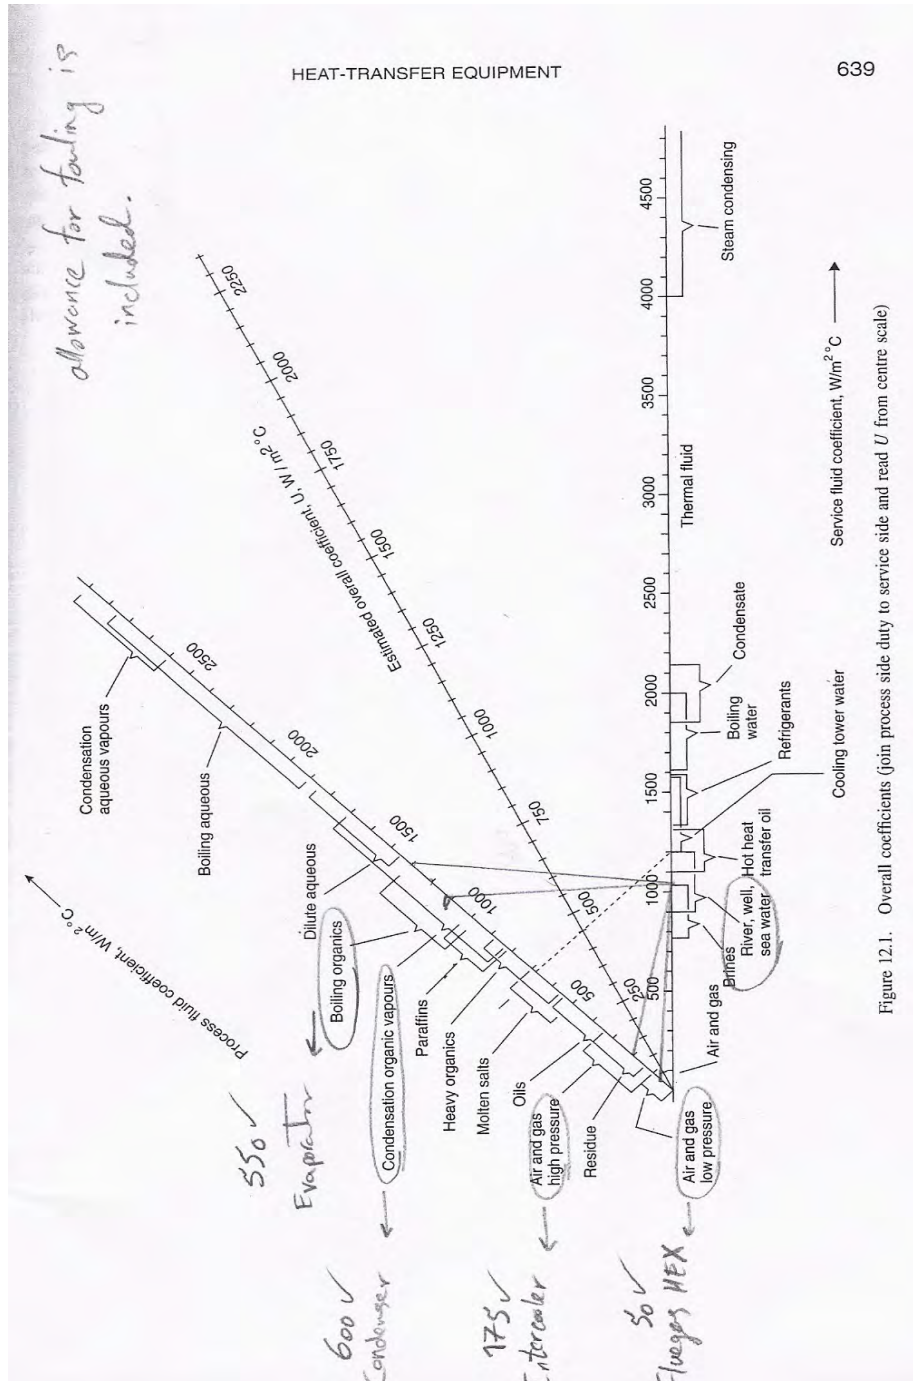 HEAT-TRANSFER EQUIPMENT
639
allowance for fouling is
included.
Process fluid coefficient, W/m² °C
Estimated overall coefficient, U, W / m2 °C
Service fluid coefficient, W/m² °C
Condensation
aqueous vapours
Boiling aqueous
Dilute aqueous
Boiling organics
Condensation organic vapours
Paraffins
Heavy organics
Molten salts
Oils
Air and gas
high pressure
Residue
Air and gas
low pressure
500
1000
1500
2000
2500
250
500
750
1000
1250
1500
1750
2000
2250
500
1000
1500
2000
2500
3000
3500
4000
4500
Air and gas
Brines
River, well,
sea water
Hot heat
transfer oil
Cooling tower water
Refrigerants
Boiling
water
Condensate
Thermal fluid
Steam condensing
550 ✓
Evaporator
600 ✓
Condenser
175 ✓
Intercooler
50 ✓
Fluegas HEX
Figure 12.1. Overall coefficients (join process side duty to service side and read U from centre scale)